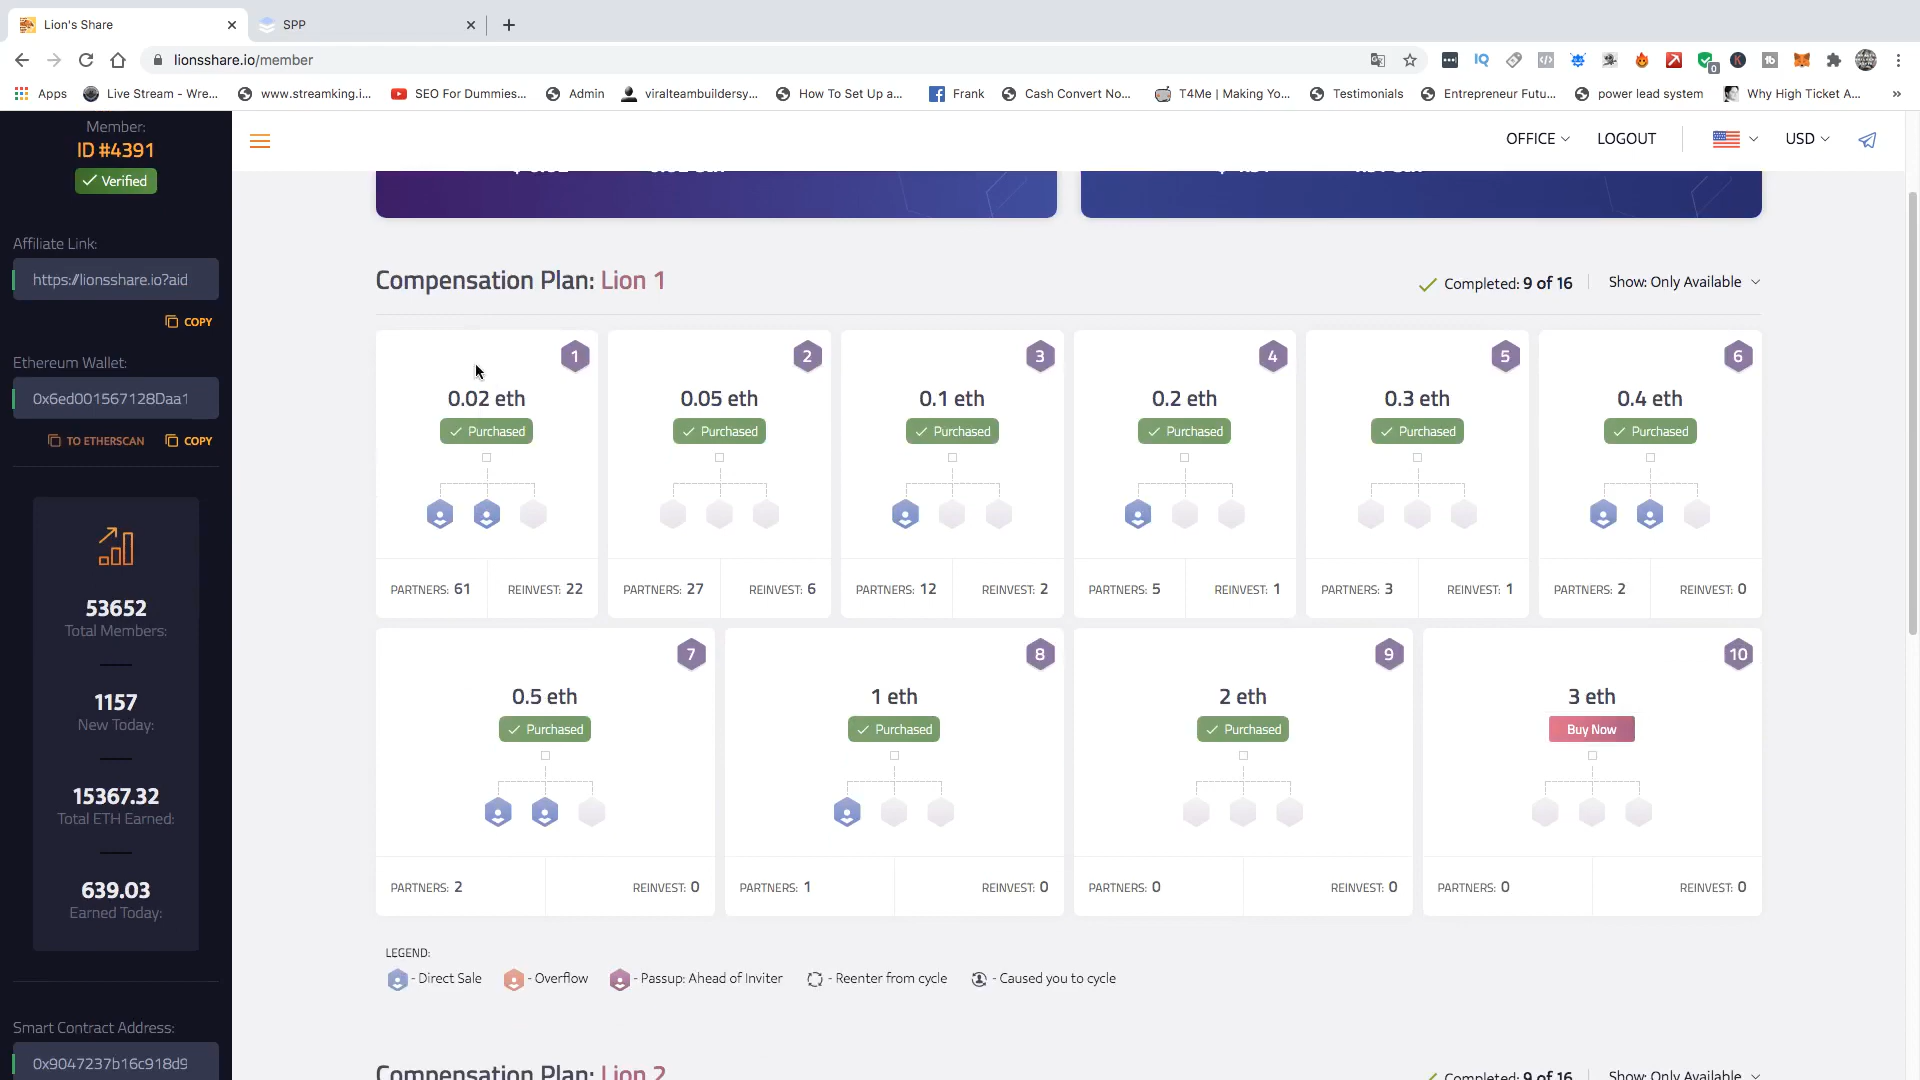 Lion's Share
SPP
lionsshare.io/member
0
Apps
Live Stream - Wre...
www.streamking.i...
SEO For Dummies...
Admin
viralteambuildersy...
How To Set Up a...
Frank
Cash Convert No...
T4Me | Making Yo...
Testimonials
Entrepreneur Futu...
power lead system
Why High Ticket A...
»
Member:
ID #4391
Verified
Affiliate Link:
https://lionsshare.io?aid
COPY
Ethereum Wallet:
0x6ed001567128Daa1
TO ETHERSCAN
COPY
53652
Total Members:
1157
New Today:
15367.32
Total ETH Earned:
639.03
Earned Today:
Smart Contract Address:
0x9047237b16c918d9
OFFICE
LOGOUT
USD
Compensation Plan: Lion 1
Completed: 9 of 16
Show: Only Available
1
0.02 eth
Purchased
PARTNERS: 61
REINVEST: 22
2
0.05 eth
Purchased
PARTNERS: 27
REINVEST: 6
3
0.1 eth
Purchased
PARTNERS: 12
REINVEST: 2
4
0.2 eth
Purchased
PARTNERS: 5
REINVEST: 1
5
0.3 eth
Purchased
PARTNERS: 3
REINVEST: 1
6
0.4 eth
Purchased
PARTNERS: 2
REINVEST: 0
7
0.5 eth
Purchased
PARTNERS: 2
REINVEST: 0
8
1 eth
Purchased
PARTNERS: 1
REINVEST: 0
9
2 eth
Purchased
PARTNERS: 0
REINVEST: 0
10
3 eth
Buy Now
PARTNERS: 0
REINVEST: 0
LEGEND:
- Direct Sale
- Overflow
- Passup: Ahead of Inviter
- Reenter from cycle
- Caused you to cycle
Compensation Plan: Lion 2
Completed: 9 of 16
Show: Only Available